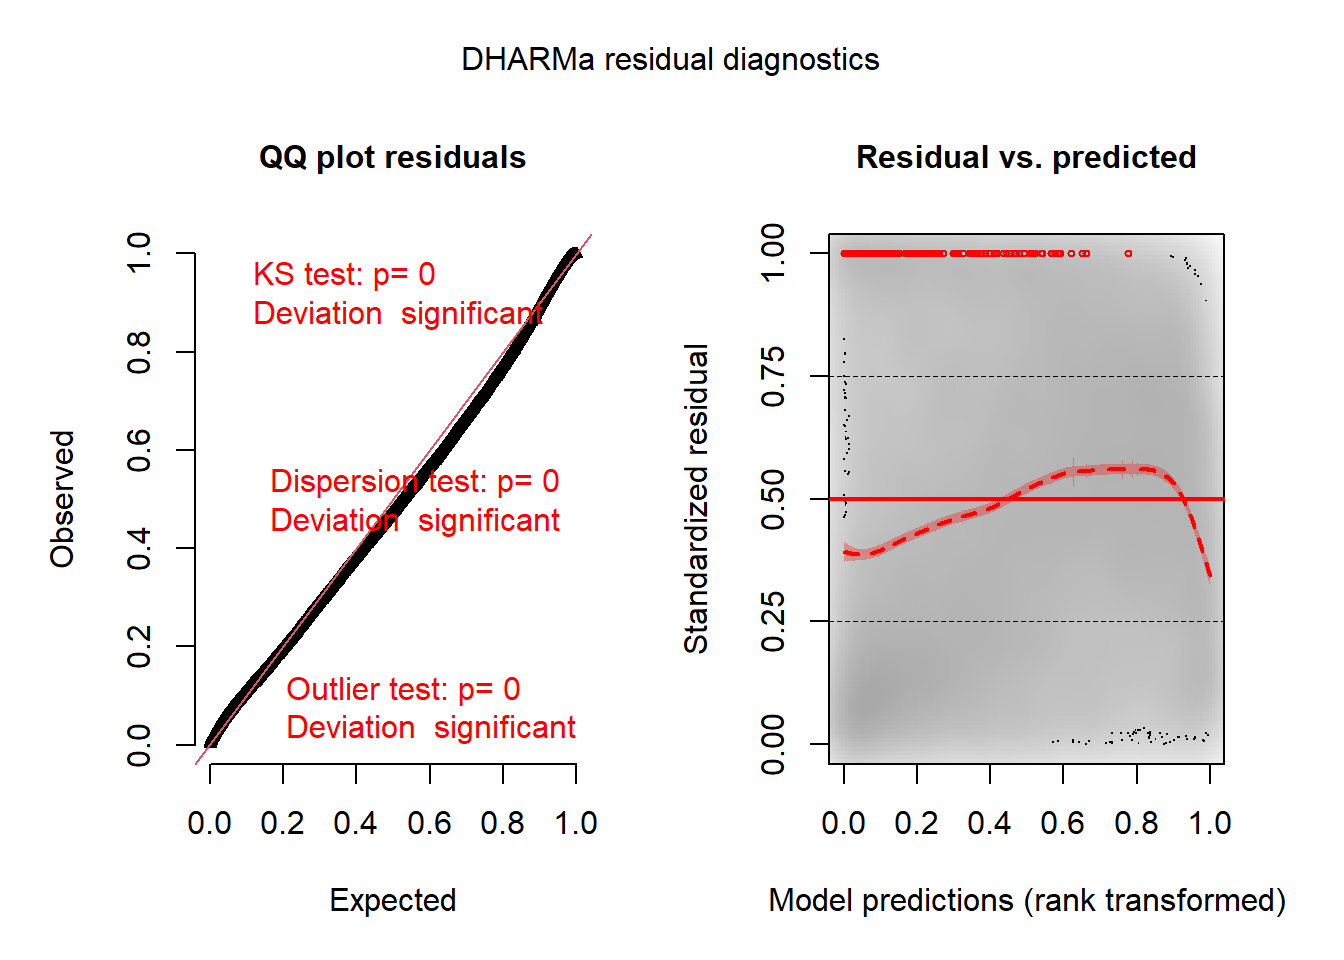 DHARMa residual diagnostics
QQ plot residuals
KS test: p= 0
Deviation  significant
Dispersion test: p= 0
Deviation  significant
Outlier test: p= 0
Deviation  significant
Observed
0.0 0.2 0.4 0.6 0.8 1.0
0.0 0.2 0.4 0.6 0.8 1.0
Expected
Residual vs. predicted
Standardized residual
0.00 0.25 0.50 0.75 1.00
0.0 0.2 0.4 0.6 0.8 1.0
Model predictions (rank transformed)